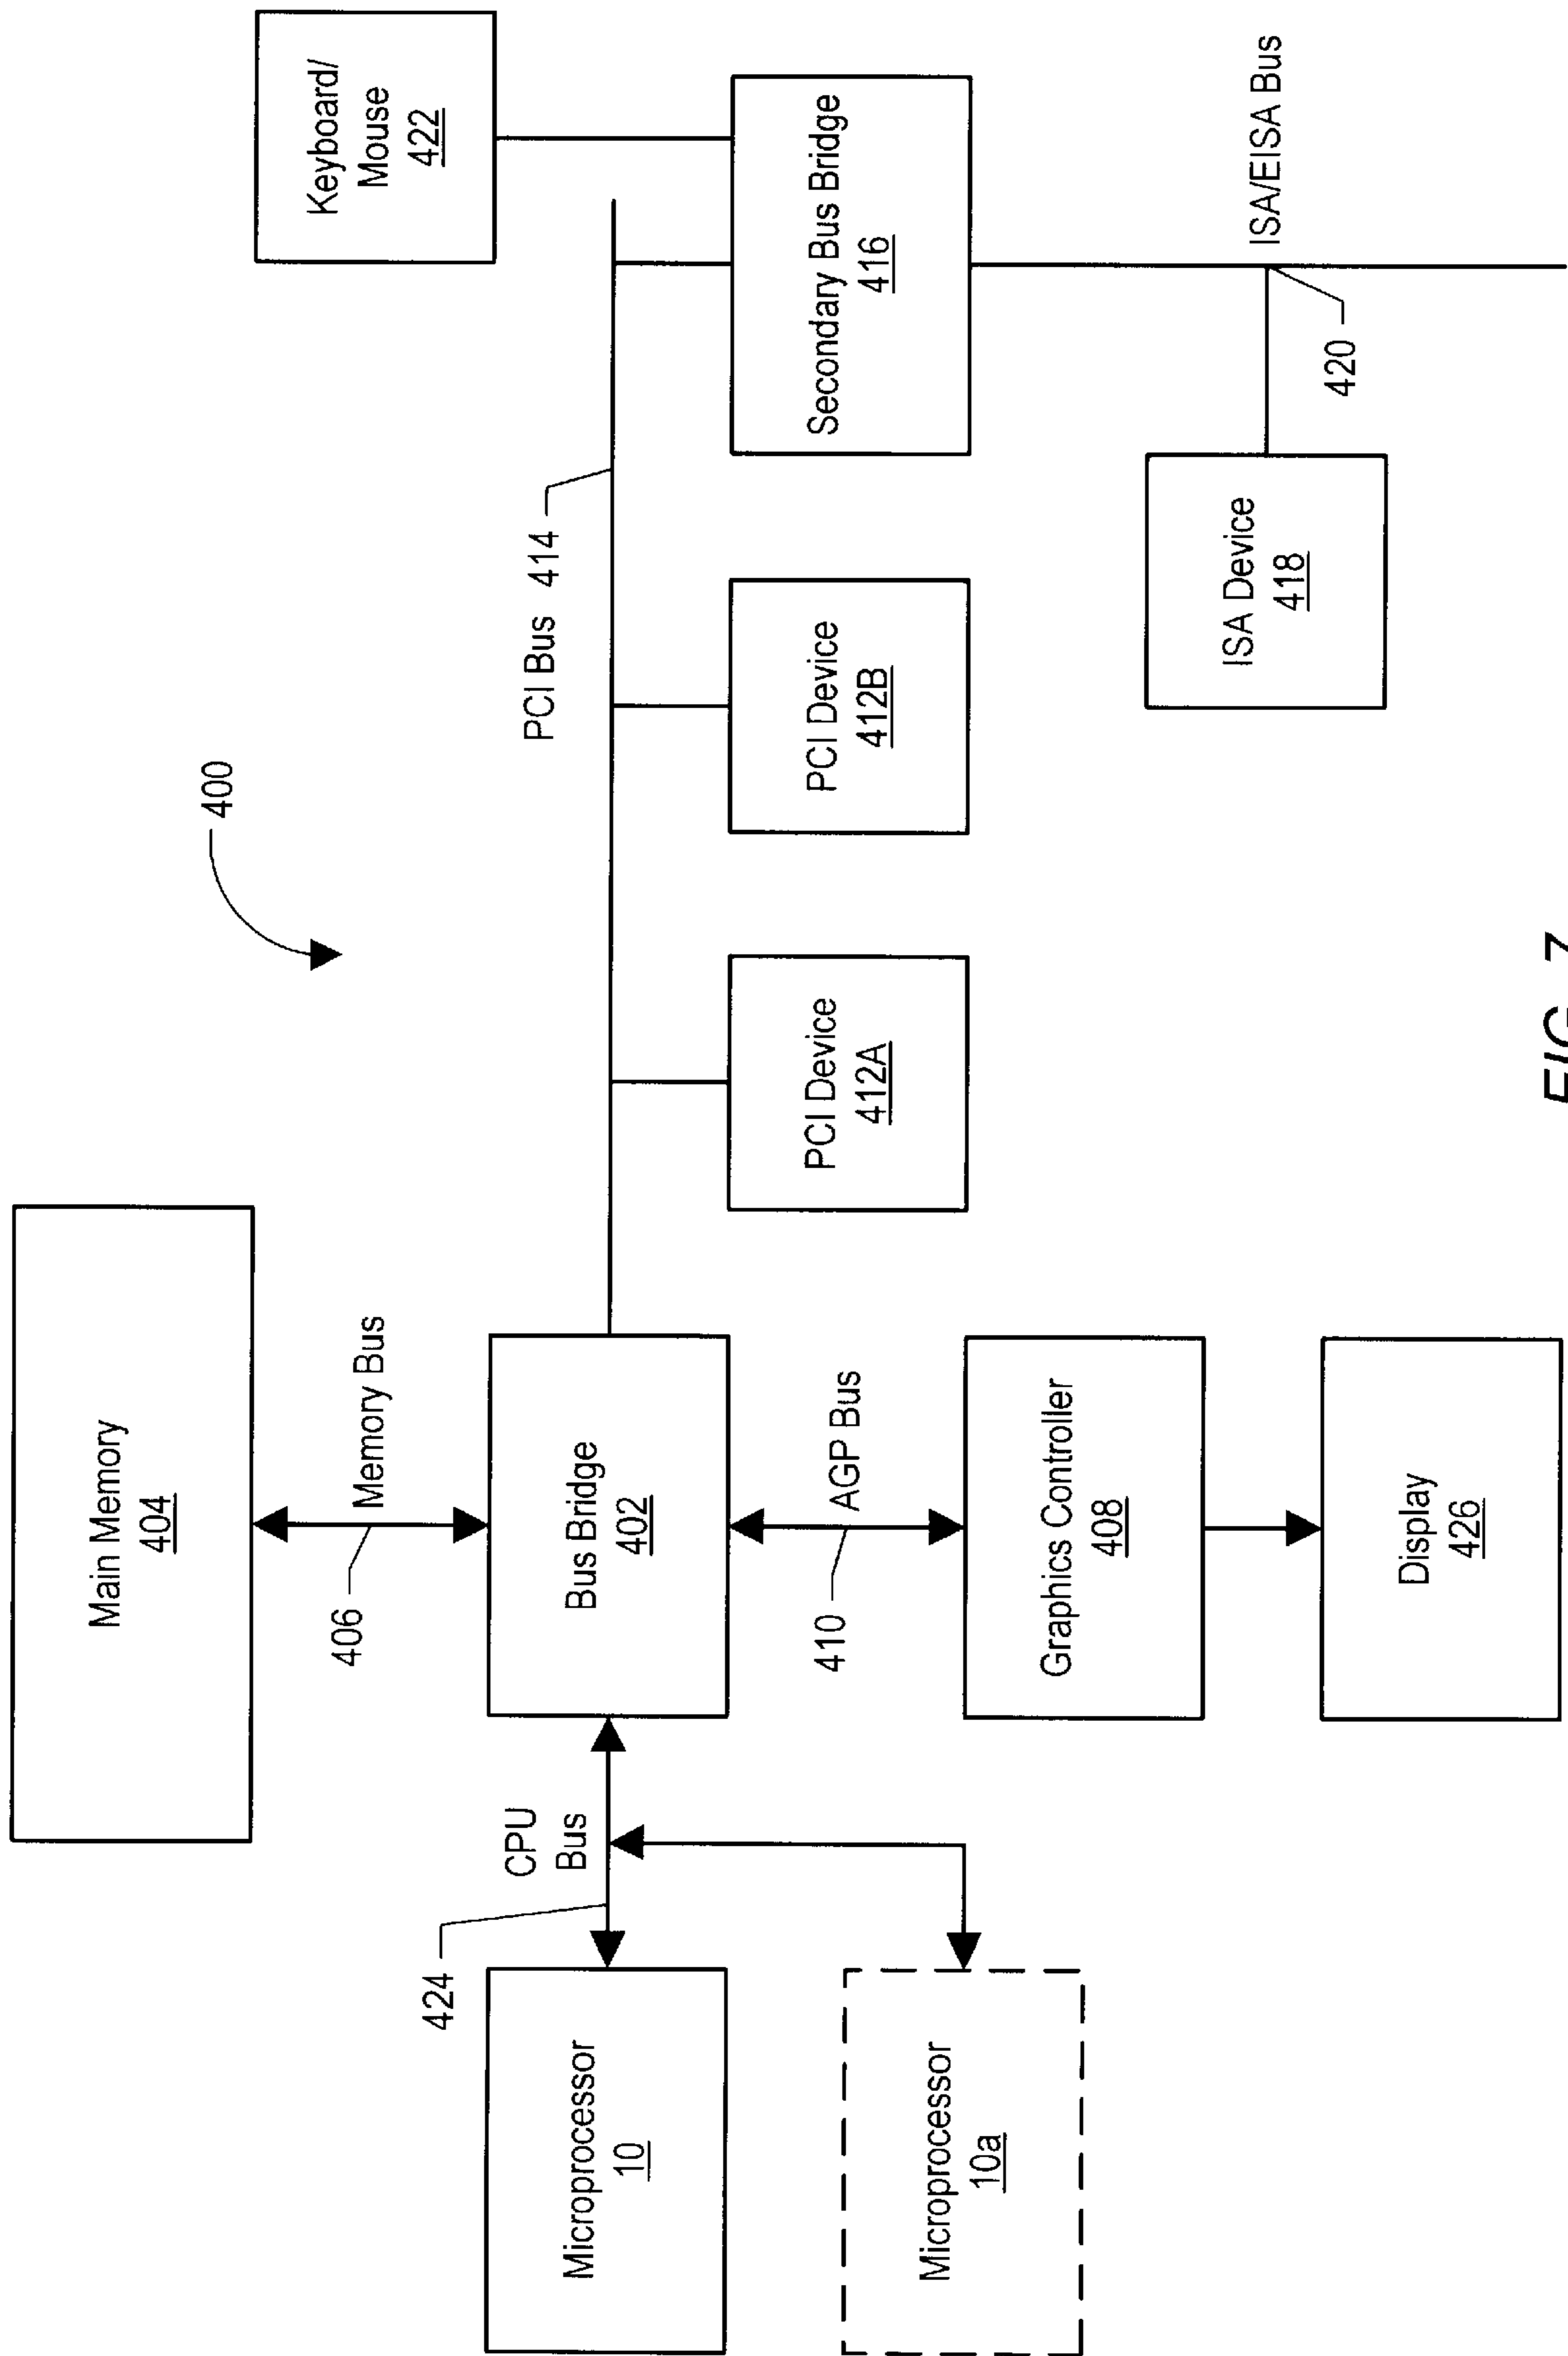 Main Memory
404
Keyboard/
Mouse
422
400
406
Memory Bus
424
CPU
Bus
PCI Bus 414
Microprocessor
10
Bus Bridge
402
410
AGP Bus
PCI Device
412A
PCI Device
412B
Secondary Bus Bridge
416
Microprocessor
10a
Graphics Controller
408
ISA Device
418
ISA/EISA Bus
420
Display
426
FIG. 7